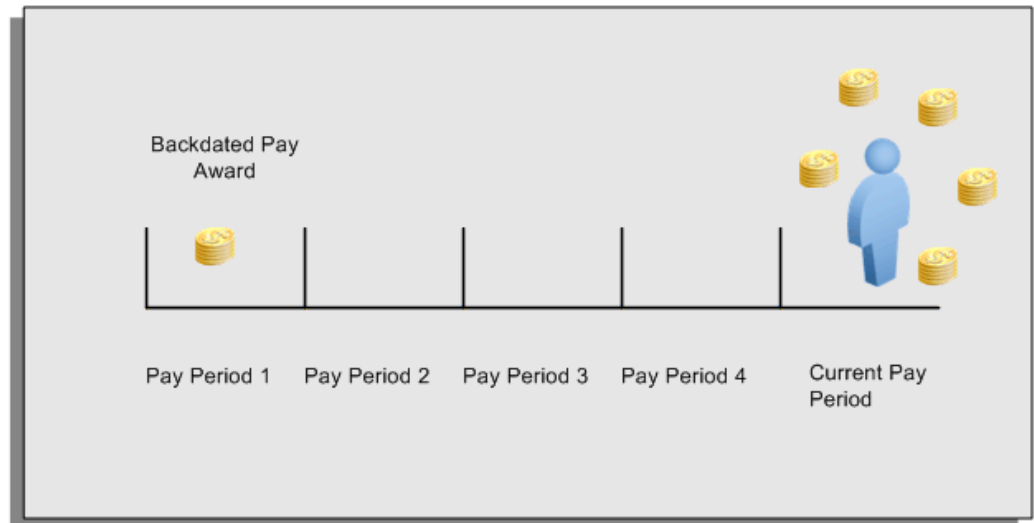 Backdated Pay
Award
Pay Period 1
Pay Period 2
Pay Period 3
Pay Period 4
Current Pay
Period